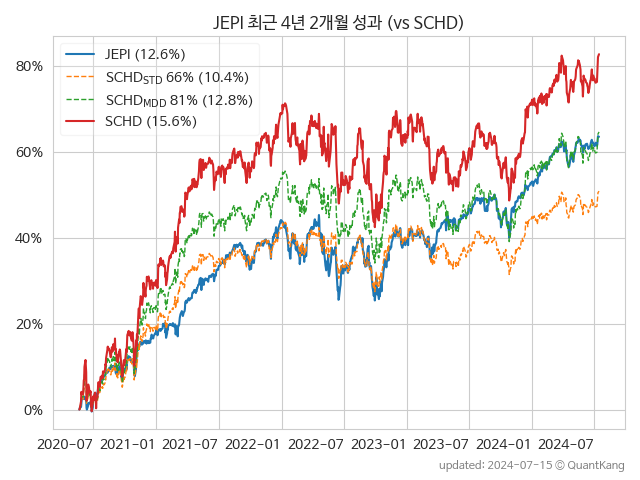 JEPI 최근 4년 2개월 성과 (vs SCHD)
JEPI (12.6%)
SCHD_STD 66% (10.4%)
SCHD_MDD 81% (12.8%)
SCHD (15.6%)
80%
60%
40%
20%
0%
2020-07 2021-01 2021-07 2022-01 2022-07 2023-01 2023-07 2024-01 2024-07
updated: 2024-07-15 © QuantKang